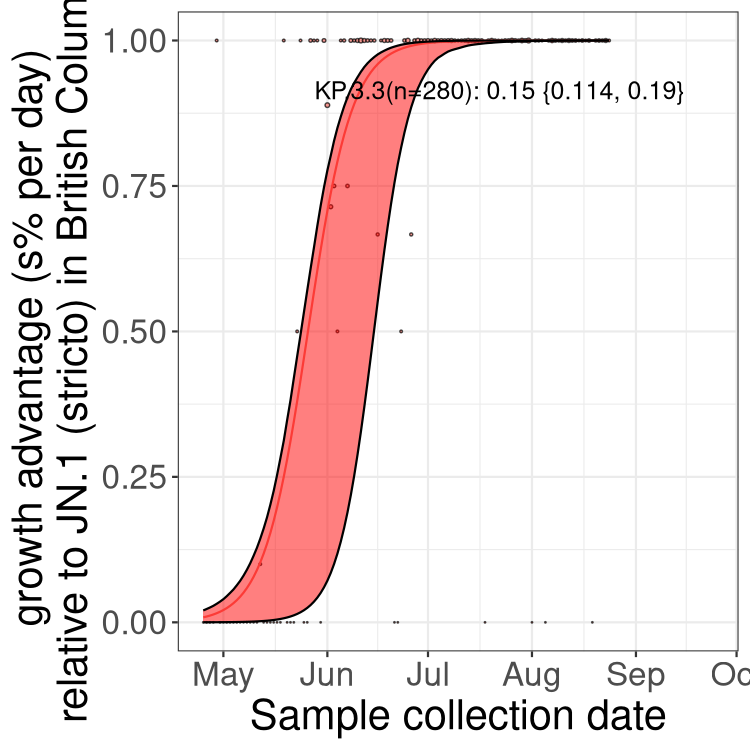 growth advantage (s% per day)
relative to JN.1 (stricto) in British Colum
1.00
0.75
0.50
0.25
0.00
KP.3.3(n=280): 0.15 {0.114, 0.19}
May Jun Jul Aug Sep Oc
Sample collection date